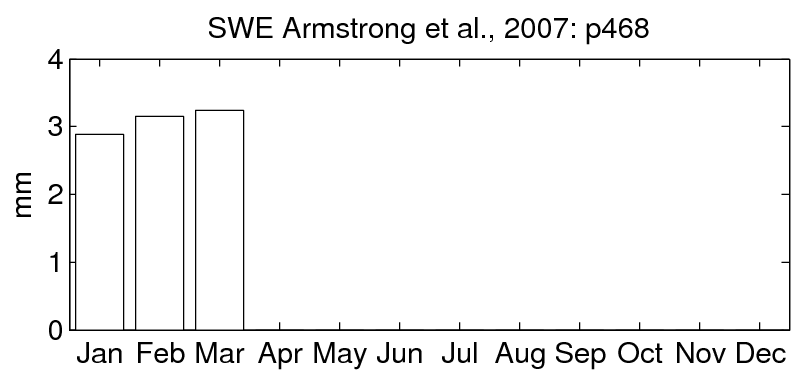 SWE Armstrong et al., 2007: p468
4
3
2
1
0
mm
Jan Feb Mar Apr May Jun Jul Aug Sep Oct Nov Dec